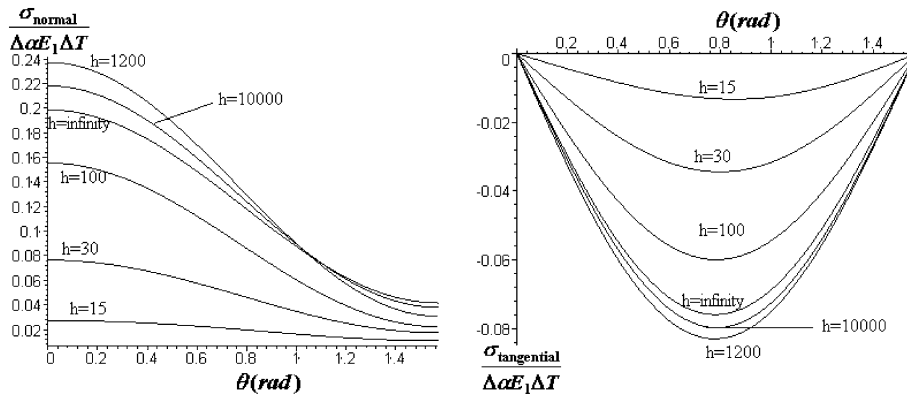 σnormal
ΔαE₁ΔT
0.24
0.22
0.2
0.18
0.16
0.14
0.12
0.1
0.08
0.06
0.04
0.02
h=1200
h=10000
h=infinity
h=100
h=30
h=15
0 0.2 0.4 0.6 0.8 1 1.2 1.4
θ(rad)
θ(rad)
0.2 0.4 0.6 0.8 1 1.2 1.4
0
-0.02
-0.04
-0.06
-0.08
h=15
h=30
h=100
h=infinity
h=10000
h=1200
σtangential
ΔαE₁ΔT